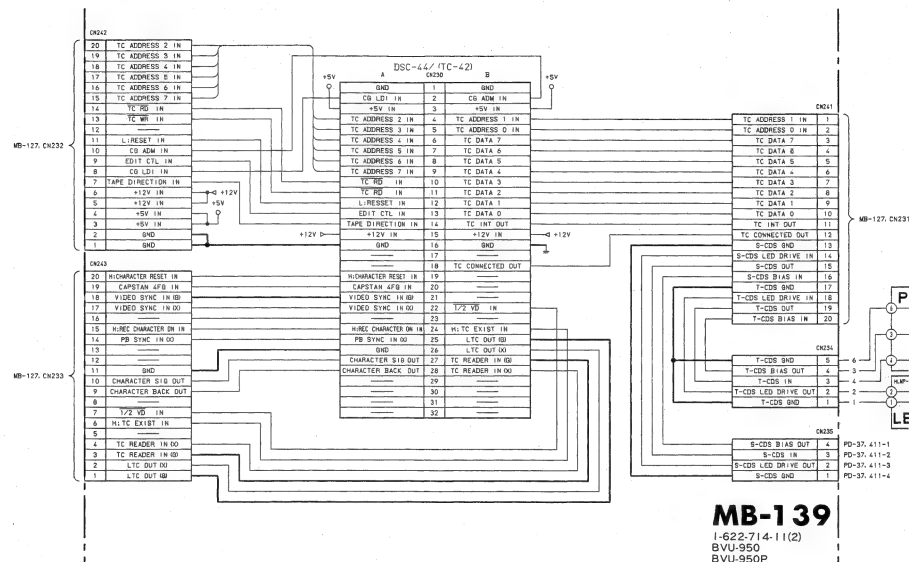 CN242
20 TC ADDRESS 2 IN
19 TC ADDRESS 3 IN
18 TC ADDRESS 4 IN
17 TC ADDRESS 5 IN
16 TC ADDRESS 6 IN
15 TC ADDRESS 7 IN
14 TC RD IN
13 TC WR IN
12
11 L:RESET IN
10 CG ADM IN
9 EDIT CTL IN
8 CG LDI IN
7 TAPE DIRECTION IN
6 +12V IN
5 +12V IN
4 +5V IN
3 +5V IN
2 GND
1 GND
MB-127. CN232
+12V
+5V
CN243
20 H:CHARACTER RESET IN
19 CAPSTAN 4FG IN
18 VIDEO SYNC IN (G)
17 VIDEO SYNC IN (X)
16
15 H:REC CHARACTER ON IN
14 PB SYNC IN (X)
13
12
11 GND
10 CHARACTER SIG OUT
9 CHARACTER BACK OUT
8
7 1/2 VD IN
6 H:TC EXIST IN
5
4 TC READER IN (X)
3 TC READER IN (G)
2 LTC OUT (X)
1 LTC OUT (G)
MB-127. CN233
DSC-44/ (TC-42)
A CN230 B
+5V
+5V
GND 1 GND
CG LDI IN 2 CG ADM IN
+5V IN 3 +5V IN
TC ADDRESS 2 IN 4 TC ADDRESS 1 IN
TC ADDRESS 3 IN 5 TC ADDRESS 0 IN
TC ADDRESS 4 IN 6 TC DATA 7
TC ADDRESS 5 IN 7 TC DATA 6
TC ADDRESS 6 IN 8 TC DATA 5
TC ADDRESS 7 IN 9 TC DATA 4
TC RD IN 10 TC DATA 3
TC RD IN 11 TC DATA 2
L:RESSET IN 12 TC DATA 1
EDIT CTL IN 13 TC DATA 0
TAPE DIRECTION IN 14 TC INT OUT
+12V +12V IN 15 +12V IN +12V
GND 16 GND
17
18 TC CONNECTED OUT
H:CHARACTER RESET IN 19
CAPSTAN 4FG IN 20
VIDEO SYNC IN (G) 21
VIDEO SYNC IN (X) 22 1/2 VD IN
23
H:REC CHARACTER ON IN 24 H:TC EXIST IN
PB SYNC IN (X) 25 LTC OUT (G)
GND 26 LTC OUT (X)
CHARACTER SIG OUT 27 TC READER IN (G)
CHARACTER BACK OUT 28 TC READER IN (X)
29
30
31
32
CN241
TC ADDRESS 1 IN 1
TC ADDRESS 0 IN 2
TC DATA 7 3
TC DATA 6 4
TC DATA 5 5
TC DATA 4 6
TC DATA 3 7
TC DATA 2 8
TC DATA 1 9
TC DATA 0 10
TC INT OUT 11
TC CONNECTED OUT 12
S-CDS GND 13
S-CDS LED DRIVE IN 14
S-CDS OUT 15
S-CDS BIAS IN 16
T-CDS GND 17
T-CDS LED DRIVE IN 18
T-CDS OUT 19
T-CDS BIAS IN 20
MB-127. CN231
CN234
T-CDS GND 5 6
T-CDS BIAS OUT 4 3
T-CDS IN 3 4
T-CDS LED DRIVE OUT 2 2
T-CDS GND 1 1
P
6
3
4
HLMP-
2
1
LE
CN235
S-CDS BIAS OUT 4 PD-37. 411-1
S-CDS IN 3 PD-37. 411-2
S-CDS LED DRIVE OUT 2 PD-37. 411-3
S-CDS GND 1 PD-37. 411-4
MB-139
1-622-714-11(2)
BVU-950
BVU-950P